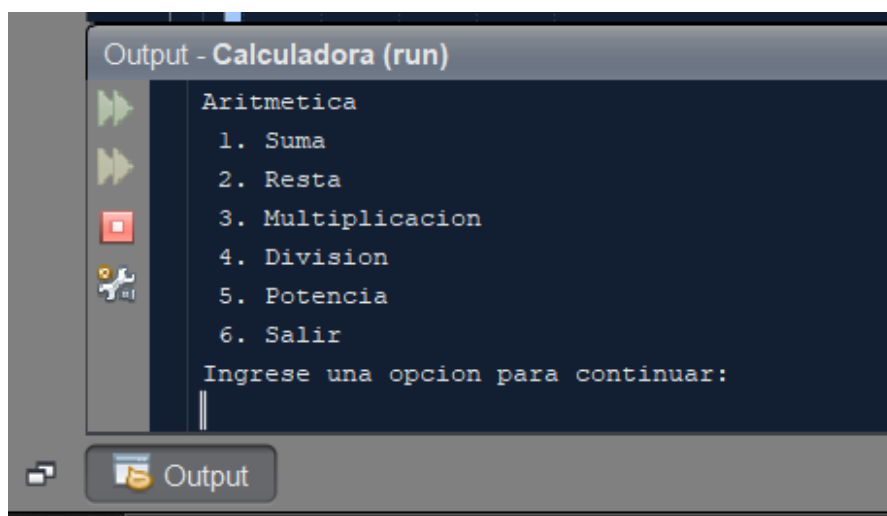 Output - Calculadora (run)
Aritmetica
1. Suma
2. Resta
3. Multiplicacion
4. Division
5. Potencia
6. Salir
Ingrese una opcion para continuar:
Output